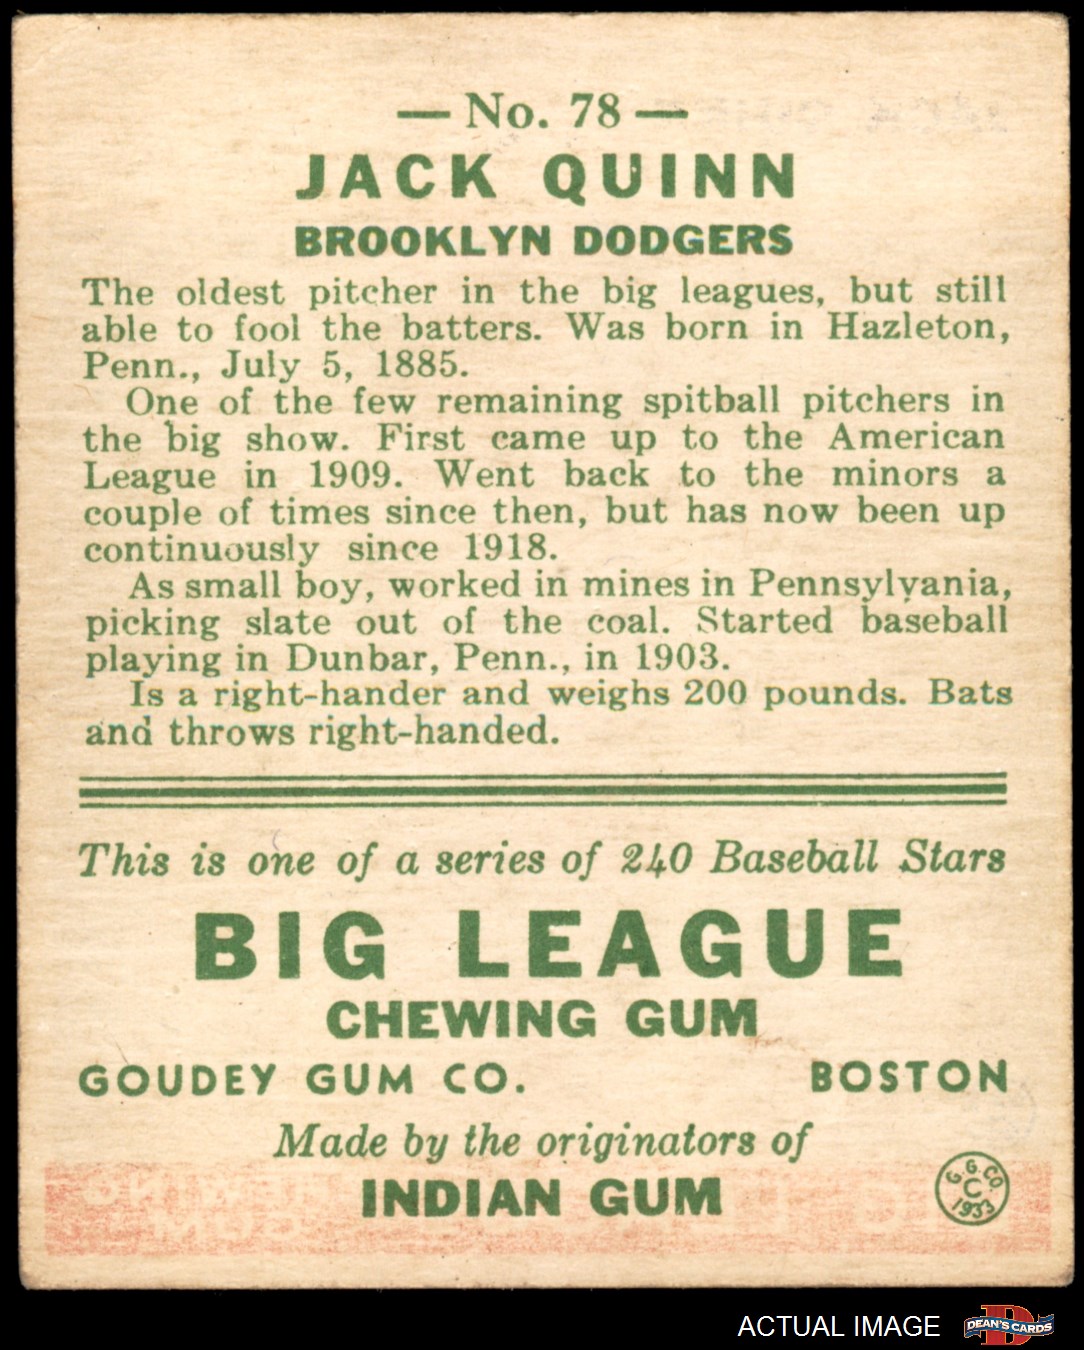 — No. 78 —
JACK QUINN
BROOKLYN DODGERS
The oldest pitcher in the big leagues, but still
able to fool the batters. Was born in Hazleton,
Penn., July 5, 1885.
One of the few remaining spitball pitchers in
the big show. First came up to the American
League in 1909. Went back to the minors a
couple of times since then, but has now been up
continuously since 1918.
As small boy, worked in mines in Pennsylvania,
picking slate out of the coal. Started baseball
playing in Dunbar, Penn., in 1903.
Is a right-hander and weighs 200 pounds. Bats
and throws right-handed.
This is one of a series of 240 Baseball Stars
BIG LEAGUE
CHEWING GUM
GOUDEY GUM CO. BOSTON
Made by the originators of
INDIAN GUM
G. G. CO.
C
1933
ACTUAL IMAGE
D
DEAN'S CARDS